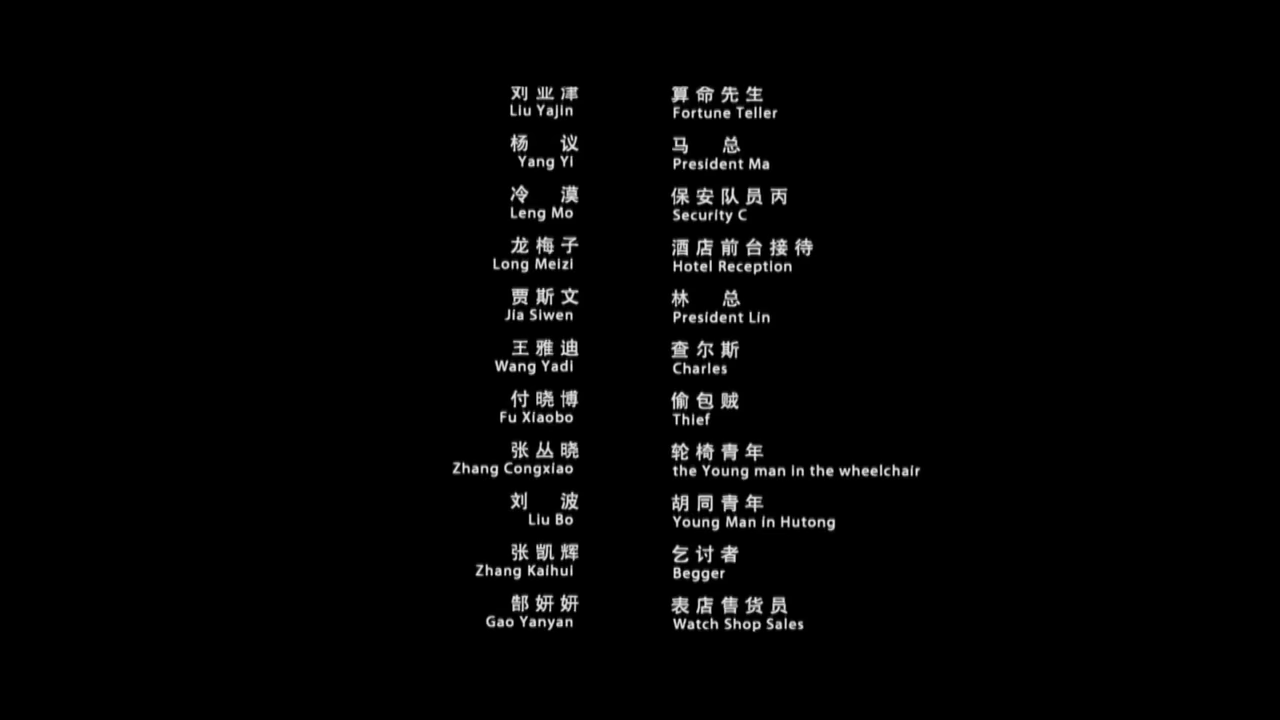 刘亚津 算命先生
Liu Yajin Fortune Teller
杨 议 马 总
Yang Yi President Ma
冷 漠 保安队员丙
Leng Mo Security C
龙梅子 酒店前台接待
Long Meizi Hotel Reception
贾斯文 林 总
Jia Siwen President Lin
王雅迪 查尔斯
Wang Yadi Charles
付晓博 偷包贼
Fu Xiaobo Thief
张丛晓 轮椅青年
Zhang Congxiao the Young man in the wheelchair
刘 波 胡同青年
Liu Bo Young Man in Hutong
张凯辉 乞讨者
Zhang Kaihui Begger
郜妍妍 表店售货员
Gao Yanyan Watch Shop Sales